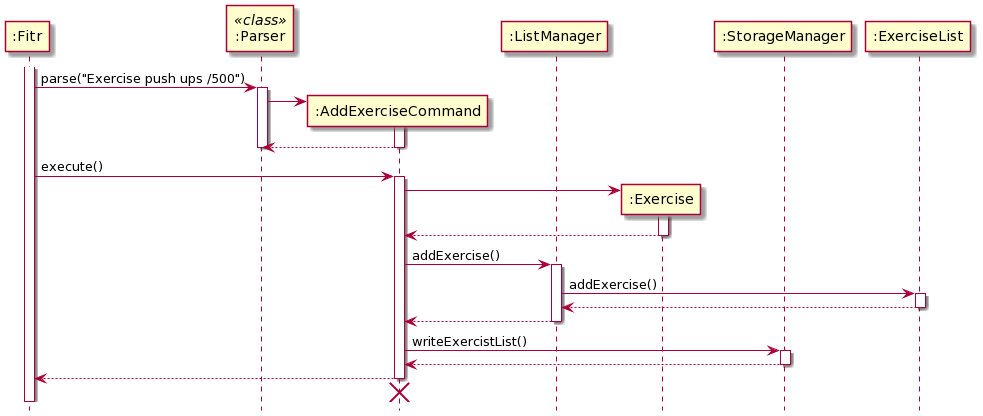 :Fitr
«class»
:Parser
:ListManager
:StorageManager
:ExerciseList
parse("Exercise push ups /500")
:AddExerciseCommand
execute()
:Exercise
addExercise()
addExercise()
writeExercistList()